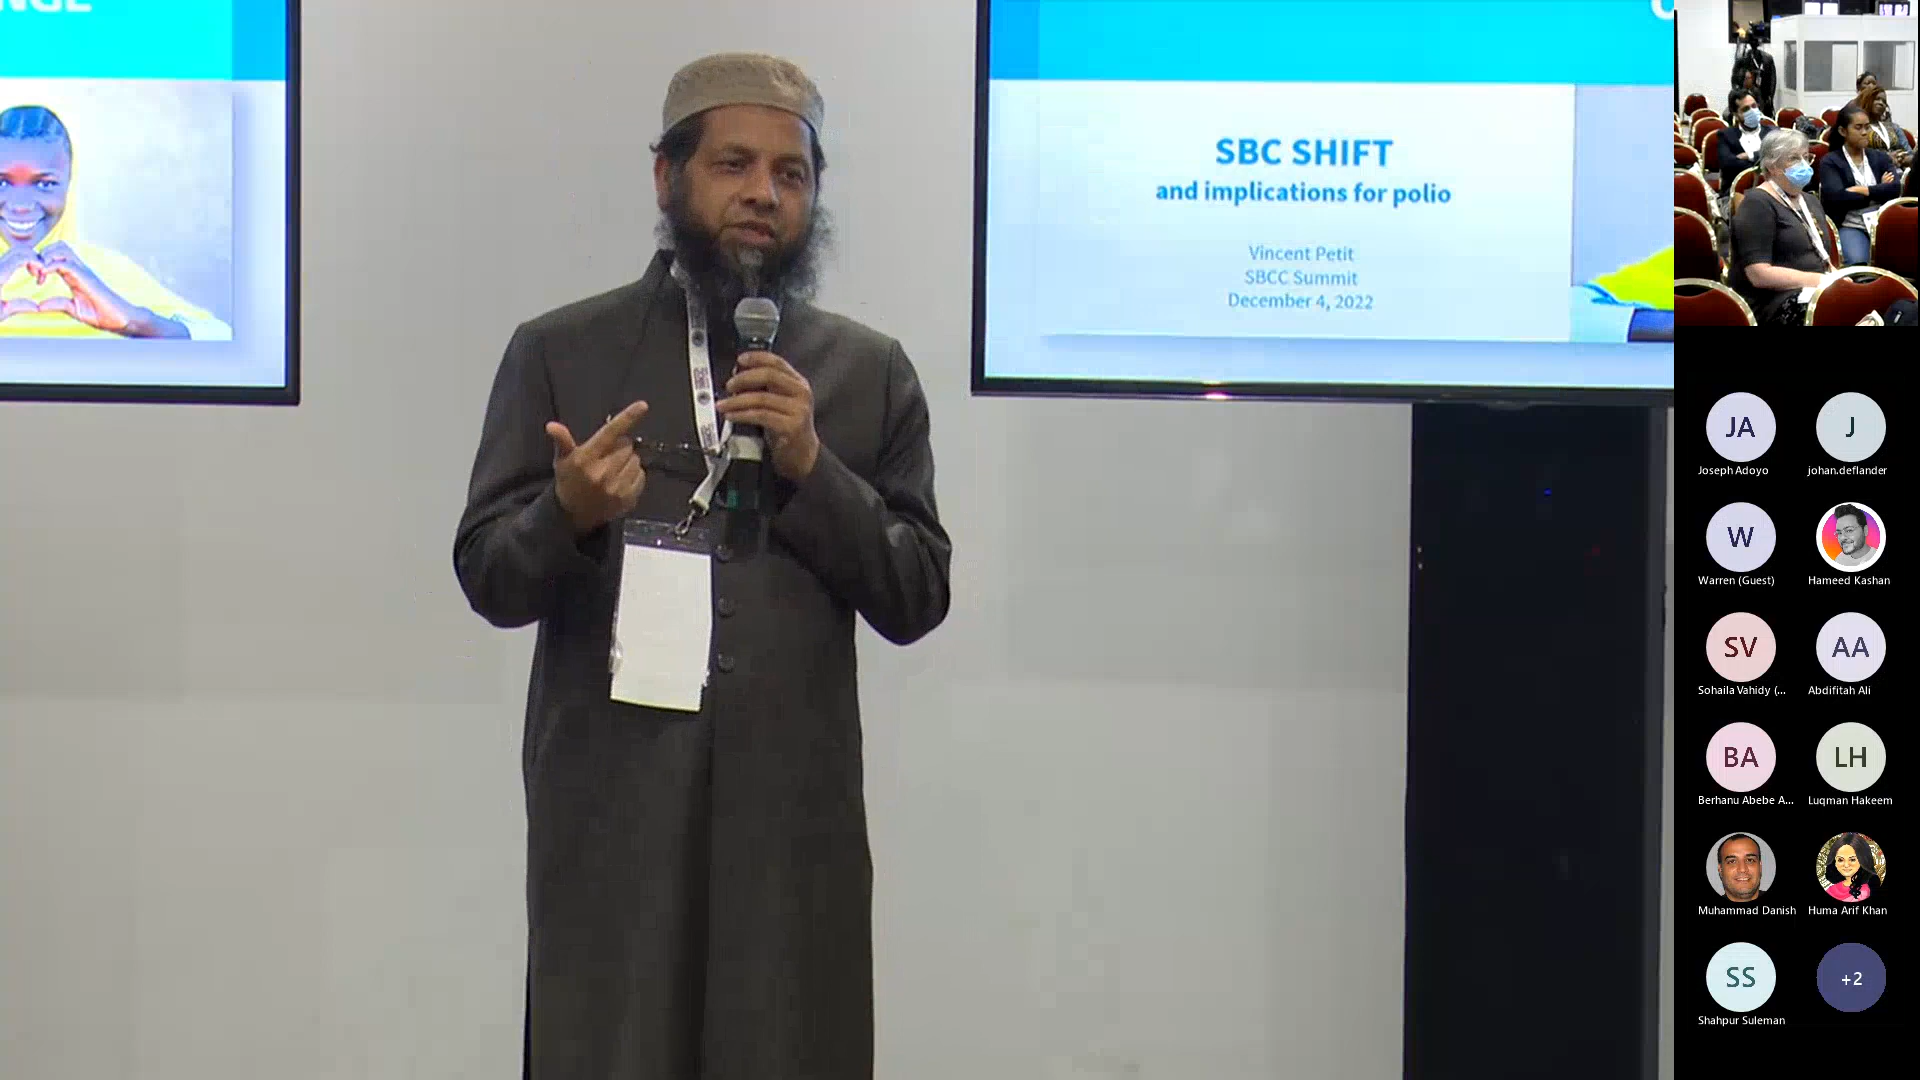 SBC SHIFT
and implications for polio
Vincent Petit
SBCC Summit
December 4, 2022
JA
Joseph Adoyo
J
johan.deflander
W
Warren (Guest)
Hameed Kashan
SV
Sohaila Vahidy (...
AA
Abdifitah Ali
BA
Berhanu Abebe A...
LH
Luqman Hakeem
Muhammad Danish
Huma Arif Khan
SS
Shahpur Suleman
+2